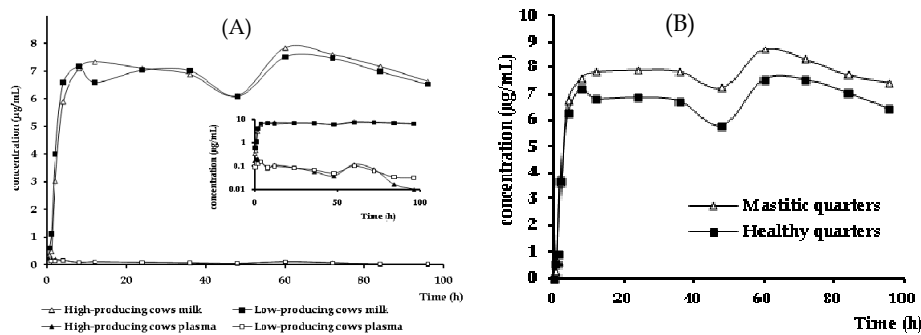 (A)
concentration (µg/mL)
8
7
6
5
4
3
2
1
0
0
20
40
60
80
100
Time (h)
concentration (µg/mL)
10
1
0.10
0.01
0
50
100
Time (h)
High-producing cows milk
Low-producing cows milk
High-producing cows plasma
Low-producing cows plasma
(B)
concentration (µg/mL)
10
9
8
7
6
5
4
3
2
1
0
0
20
40
60
80
100
Time (h)
Mastitic quarters
Healthy quarters